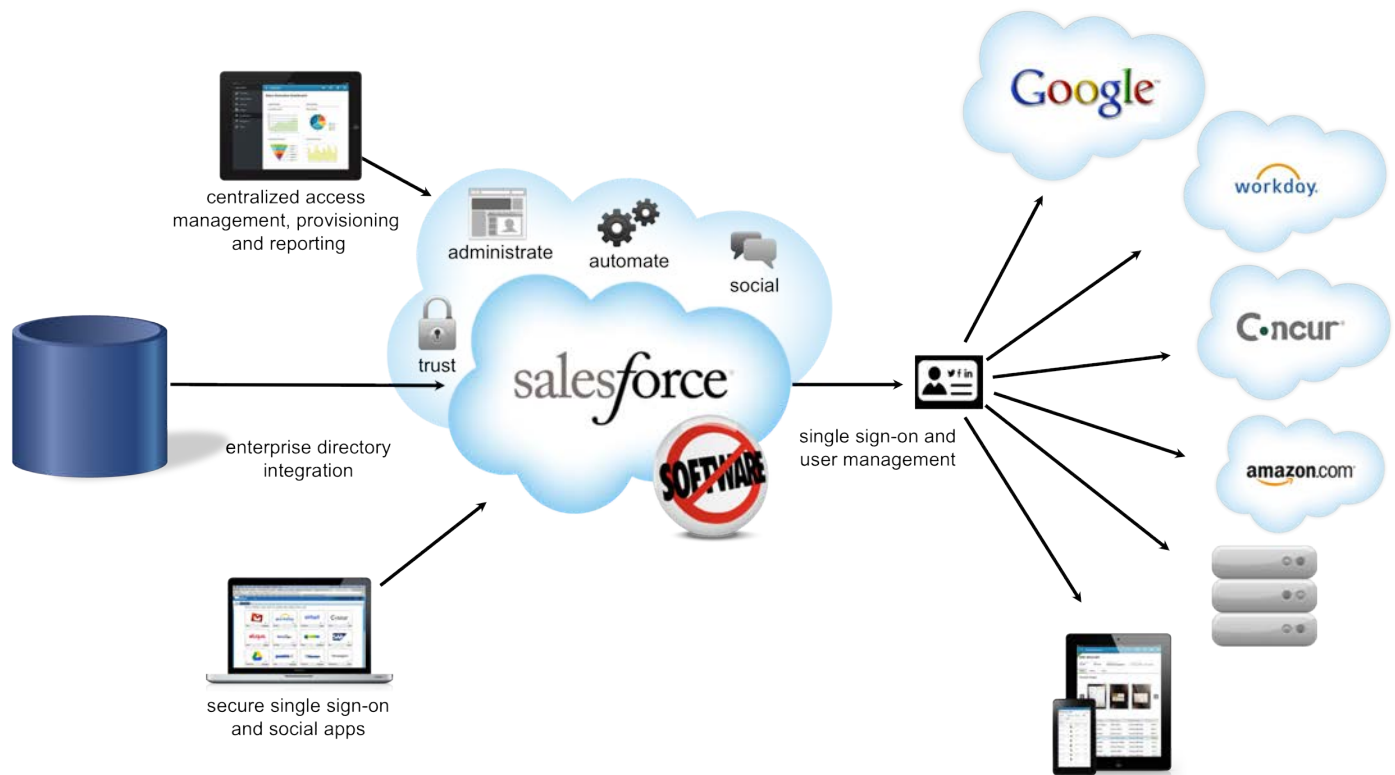 Google
workday.
centralized access
management, provisioning
and reporting
administrate
automate
social
trust
Concur
salesforce
enterprise directory
integration
single sign-on and
user management
SOFTWARE
amazon.com
secure single sign-on
and social apps